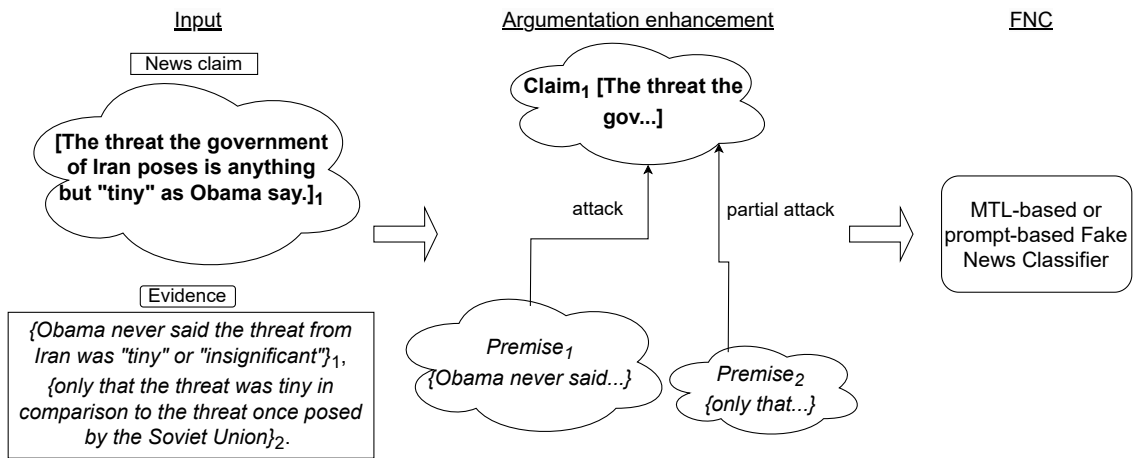 Input
News claim
[The threat the government
of Iran poses is anything
but "tiny" as Obama say.]1
Evidence
{Obama never said the threat from
Iran was "tiny" or "insignificant"}1,
{only that the threat was tiny in
comparison to the threat once posed
by the Soviet Union}2.
Argumentation enhancement
Claim1 [The threat the
gov...]
attack
partial attack
Premise1
{Obama never said...}
Premise2
{only that...}
FNC
MTL-based or
prompt-based Fake
News Classifier